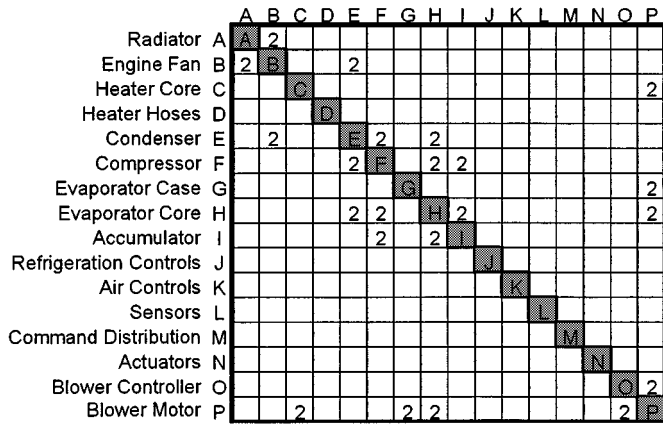 A B C D E F G H I J K L M N O P
Radiator A A 2
Engine Fan B 2 B 2
Heater Core C C 2
Heater Hoses D D
Condenser E 2 E 2 2
Compressor F 2 F 2 2
Evaporator Case G G 2
Evaporator Core H 2 2 H 2 2
Accumulator I 2 2 I
Refrigeration Controls J J
Air Controls K K
Sensors L L
Command Distribution M M
Actuators N N
Blower Controller O O 2
Blower Motor P 2 2 2 2 P